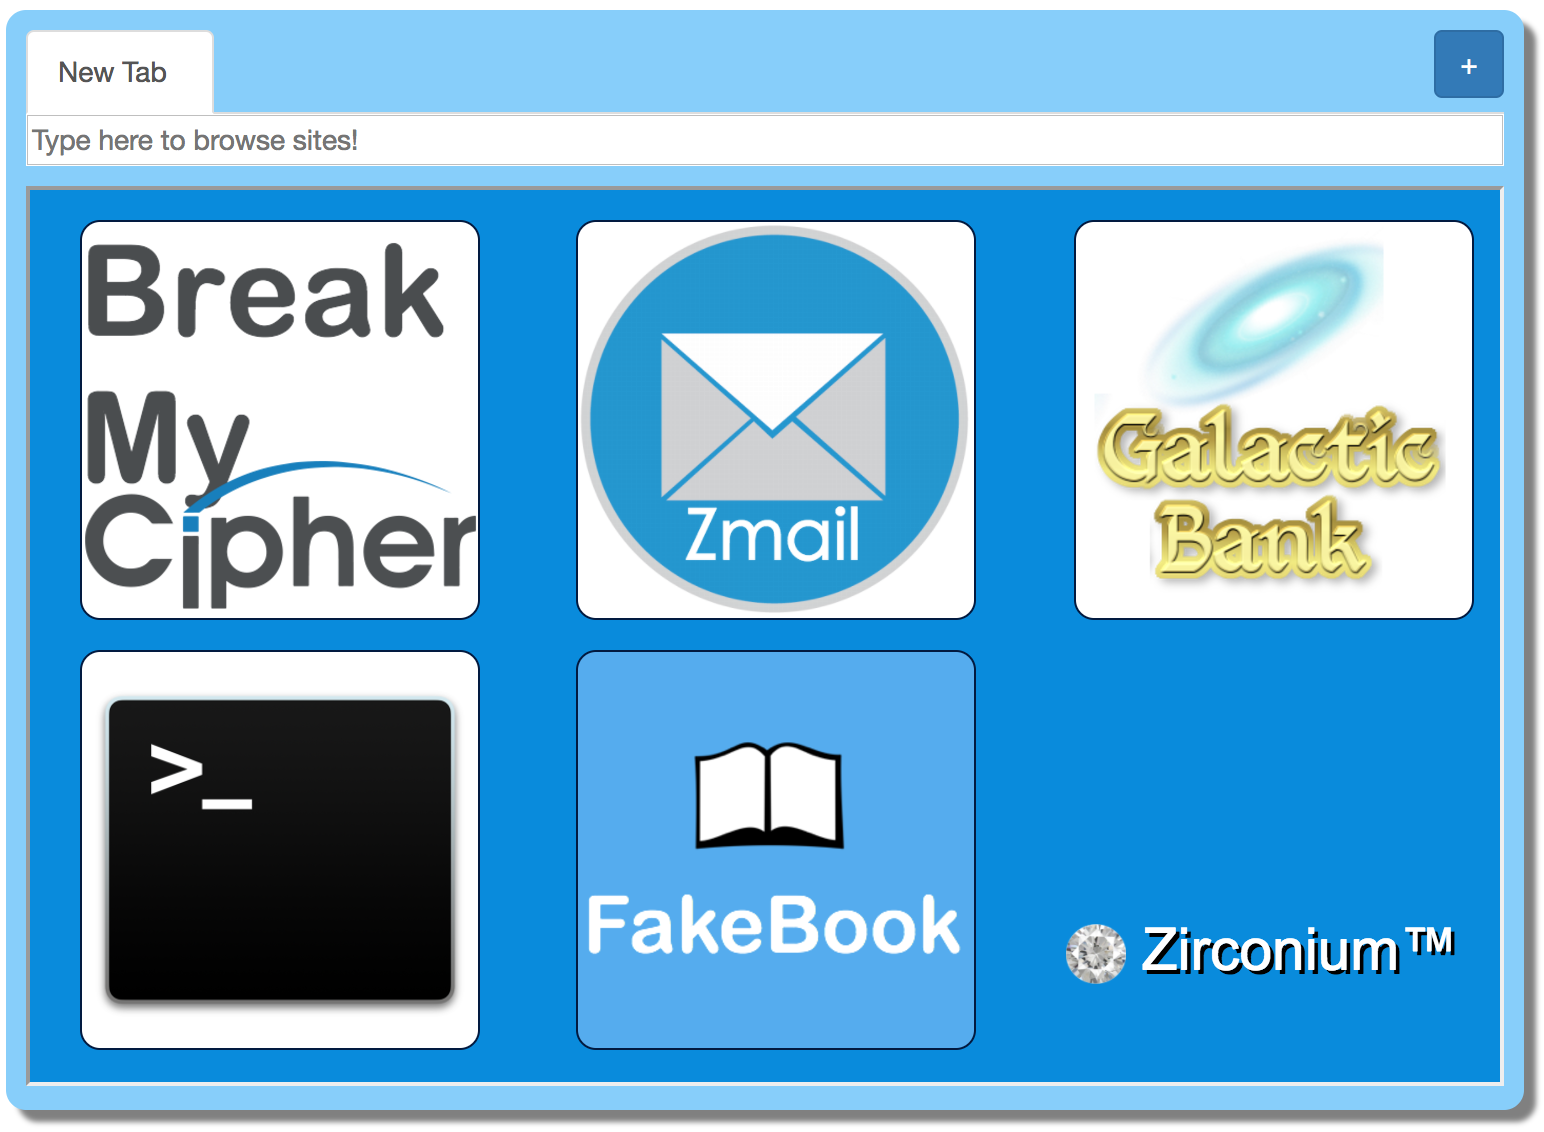 New Tab
+
Type here to browse sites!
Break
My
Cipher
Zmail
Galactic
Bank
>_
FakeBook
Zirconium™